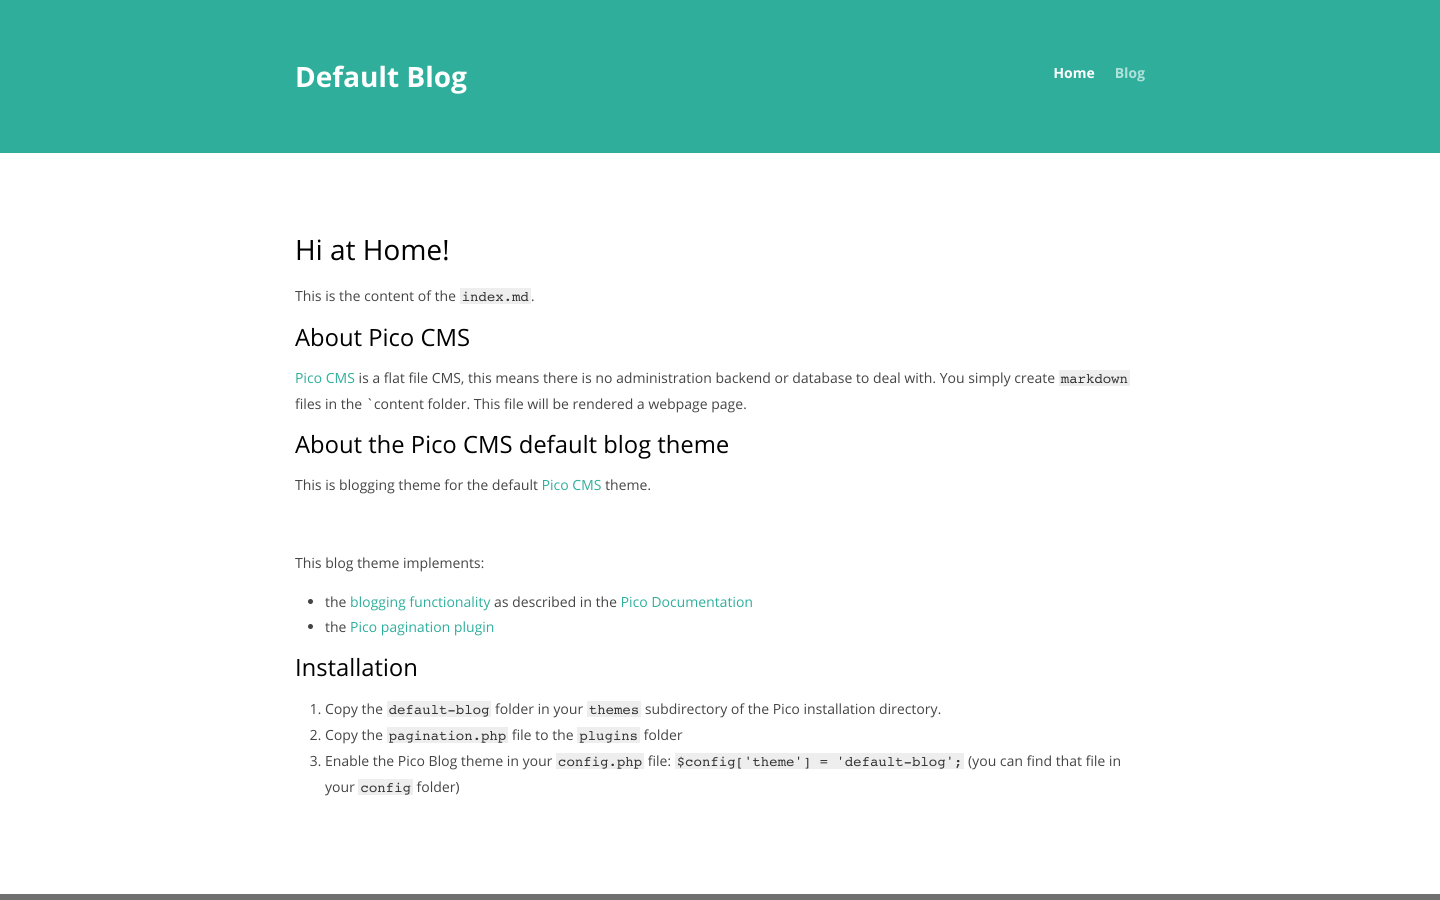 Default Blog
Home Blog
Hi at Home!
This is the content of the index.md.
About Pico CMS
Pico CMS is a flat file CMS, this means there is no administration backend or database to deal with. You simply create markdown
files in the `content folder. This file will be rendered a webpage page.
About the Pico CMS default blog theme
This is blogging theme for the default Pico CMS theme.
This blog theme implements:
• the blogging functionality as described in the Pico Documentation
• the Pico pagination plugin
Installation
1. Copy the default-blog folder in your themes subdirectory of the Pico installation directory.
2. Copy the pagination.php file to the plugins folder
3. Enable the Pico Blog theme in your config.php file: $config['theme'] = 'default-blog'; (you can find that file in
your config folder)